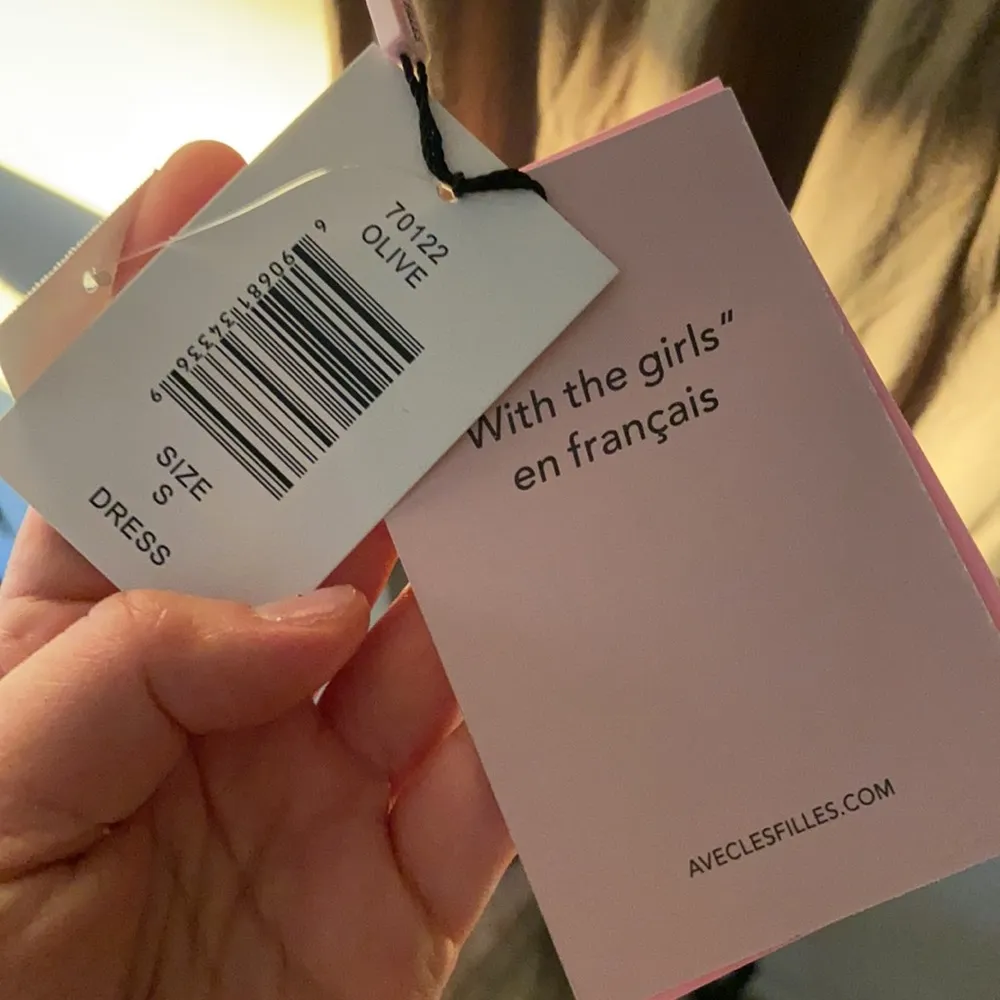 70122
OLIVE
SIZE
S
DRESS
With the girls”
en français
AVECLESFILLES.COM